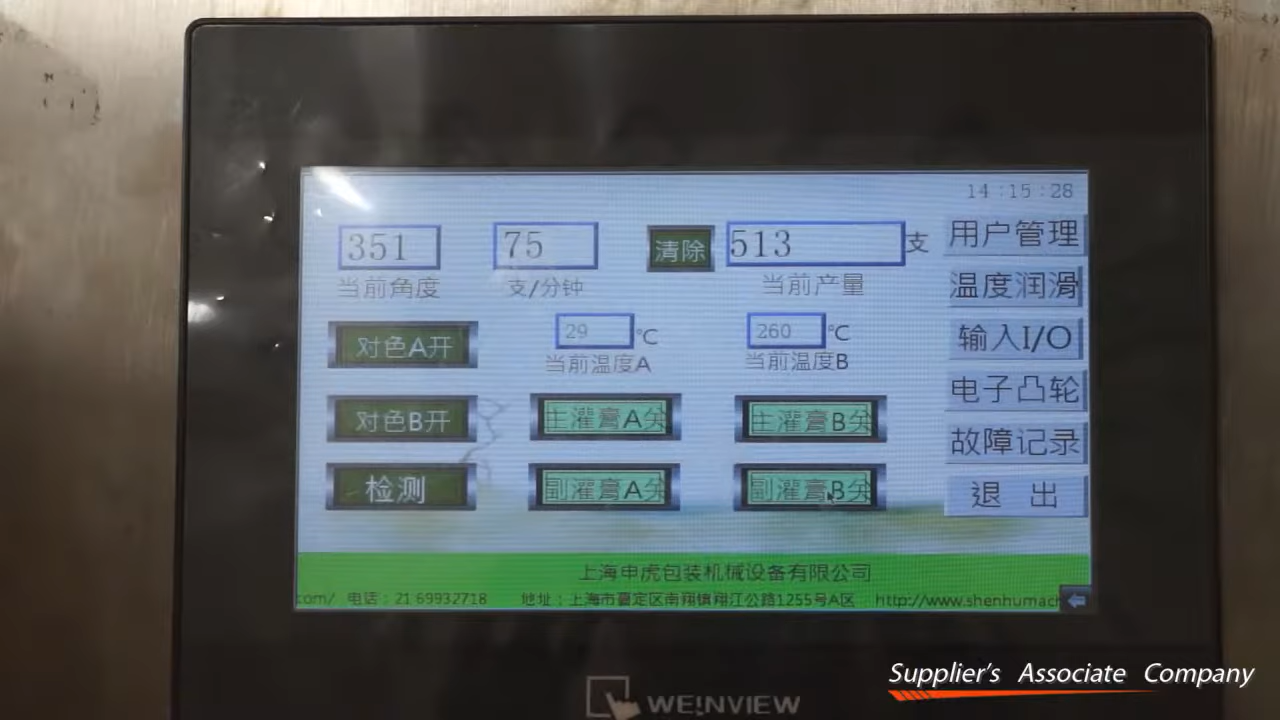 14:15:28
351
75
清除
513
支
用户管理
当前角度
支/分钟
当前产量
温度润滑
对色A开
29
℃
260
℃
输入I/O
当前温度A
当前温度B
电子凸轮
对色B开
主灌膏A关
主灌膏B关
故障记录
检测
副灌膏A关
副灌膏B关
退 出
上海申虎包装机械设备有限公司
com/ 电话：21 69932718 地址：上海市嘉定区南翔镇翔江公路1255号A区 http://www.shenhumach
Supplier's Associate Company
WE!NVIEW